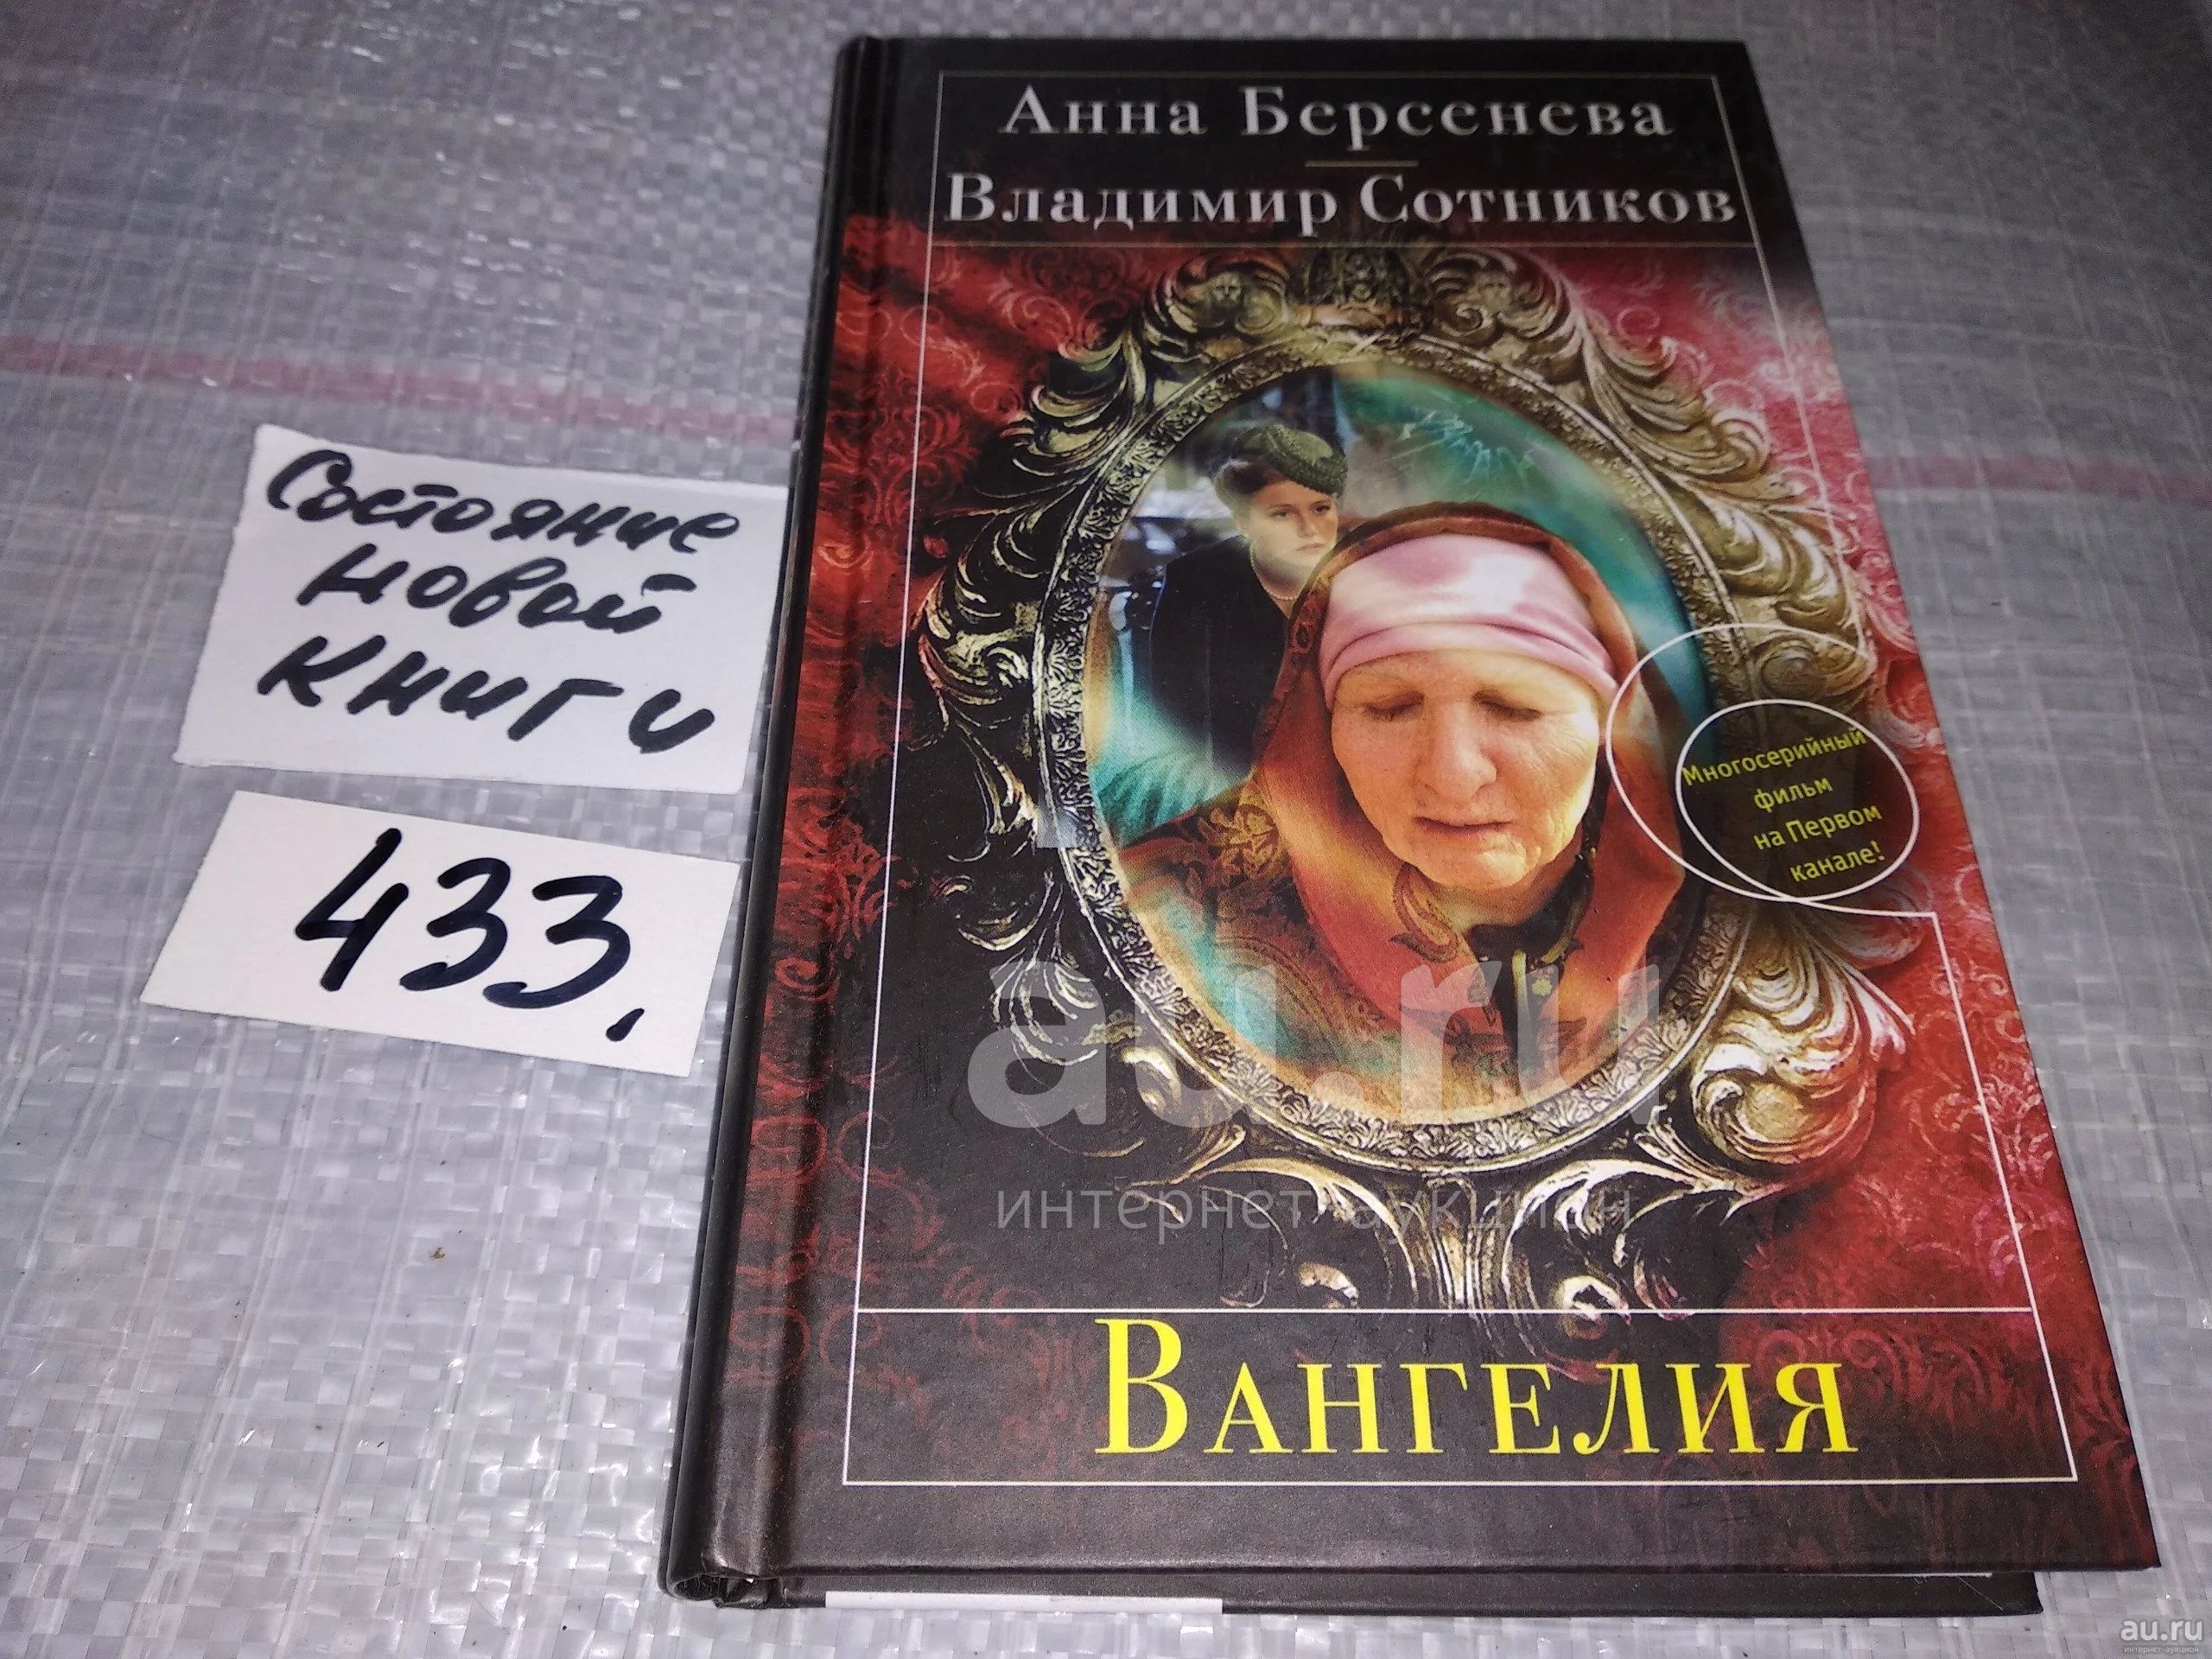 Анна Берсенева
Владимир Сотников
Состояние
новой
книги
433.
Многосерийный
фильм
на Первом
канале!
au.ru
интернет-аукцион
Вангелия
au.ru
интернет-аукцион